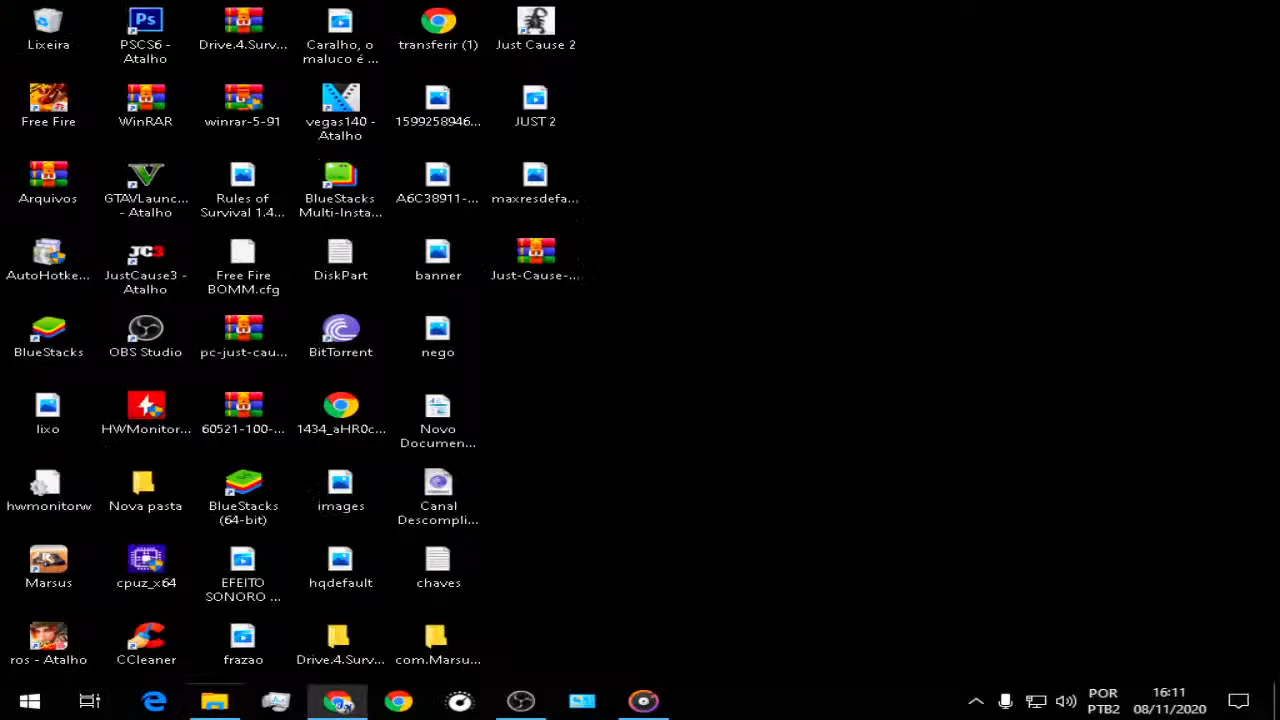 Lixeira
PSCS6 -
Atalho
Drive.4.Surv...
Caralho, o
maluco é ...
transferir (1)
Just Cause 2
Free Fire
WinRAR
winrar-5-91
vegas140 -
Atalho
1599258946...
JUST 2
Arquivos
GTAVLaunc...
- Atalho
Rules of
Survival 1.4...
BlueStacks
Multi-Insta...
A6C38911-...
maxresdefa...
AutoHotke...
JustCause3 -
Atalho
Free Fire
BOMM.cfg
DiskPart
banner
Just-Cause-...
BlueStacks
OBS Studio
pc-just-cau...
BitTorrent
nego
lixo
HWMonitor...
60521-100-...
1434_aHR0c...
Novo
Documen...
hwmonitorw
Nova pasta
BlueStacks
(64-bit)
images
Canal
Descompli...
Marsus
cpuz_x64
EFEITO
SONORO ...
hqdefault
chaves
ros - Atalho
CCleaner
frazao
Drive.4.Surv...
com.Marsu...
POR
PTB2
16:11
08/11/2020